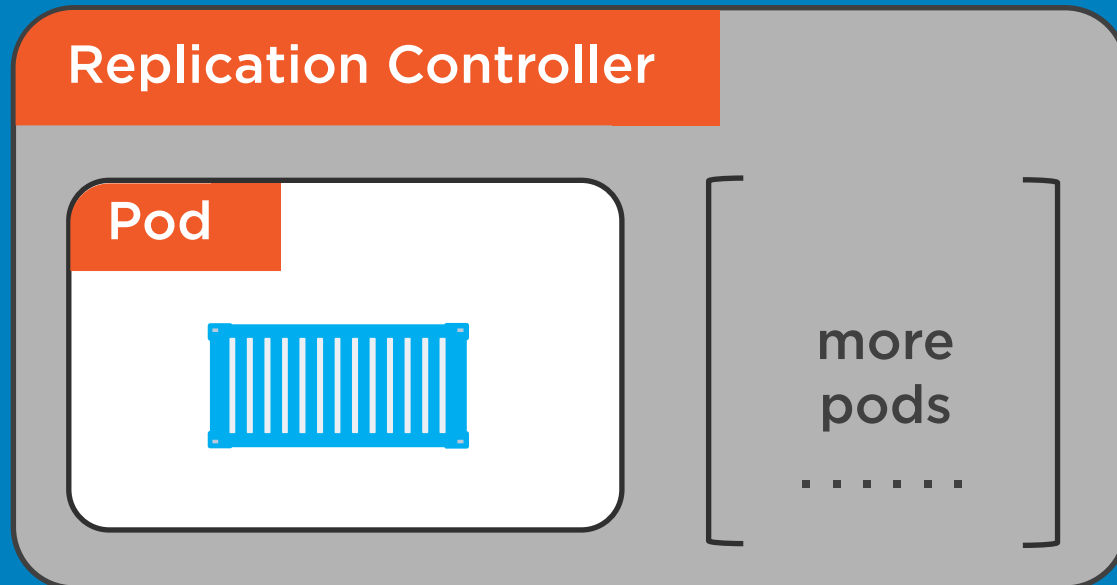 Replication Controller
Pod
more
pods
......